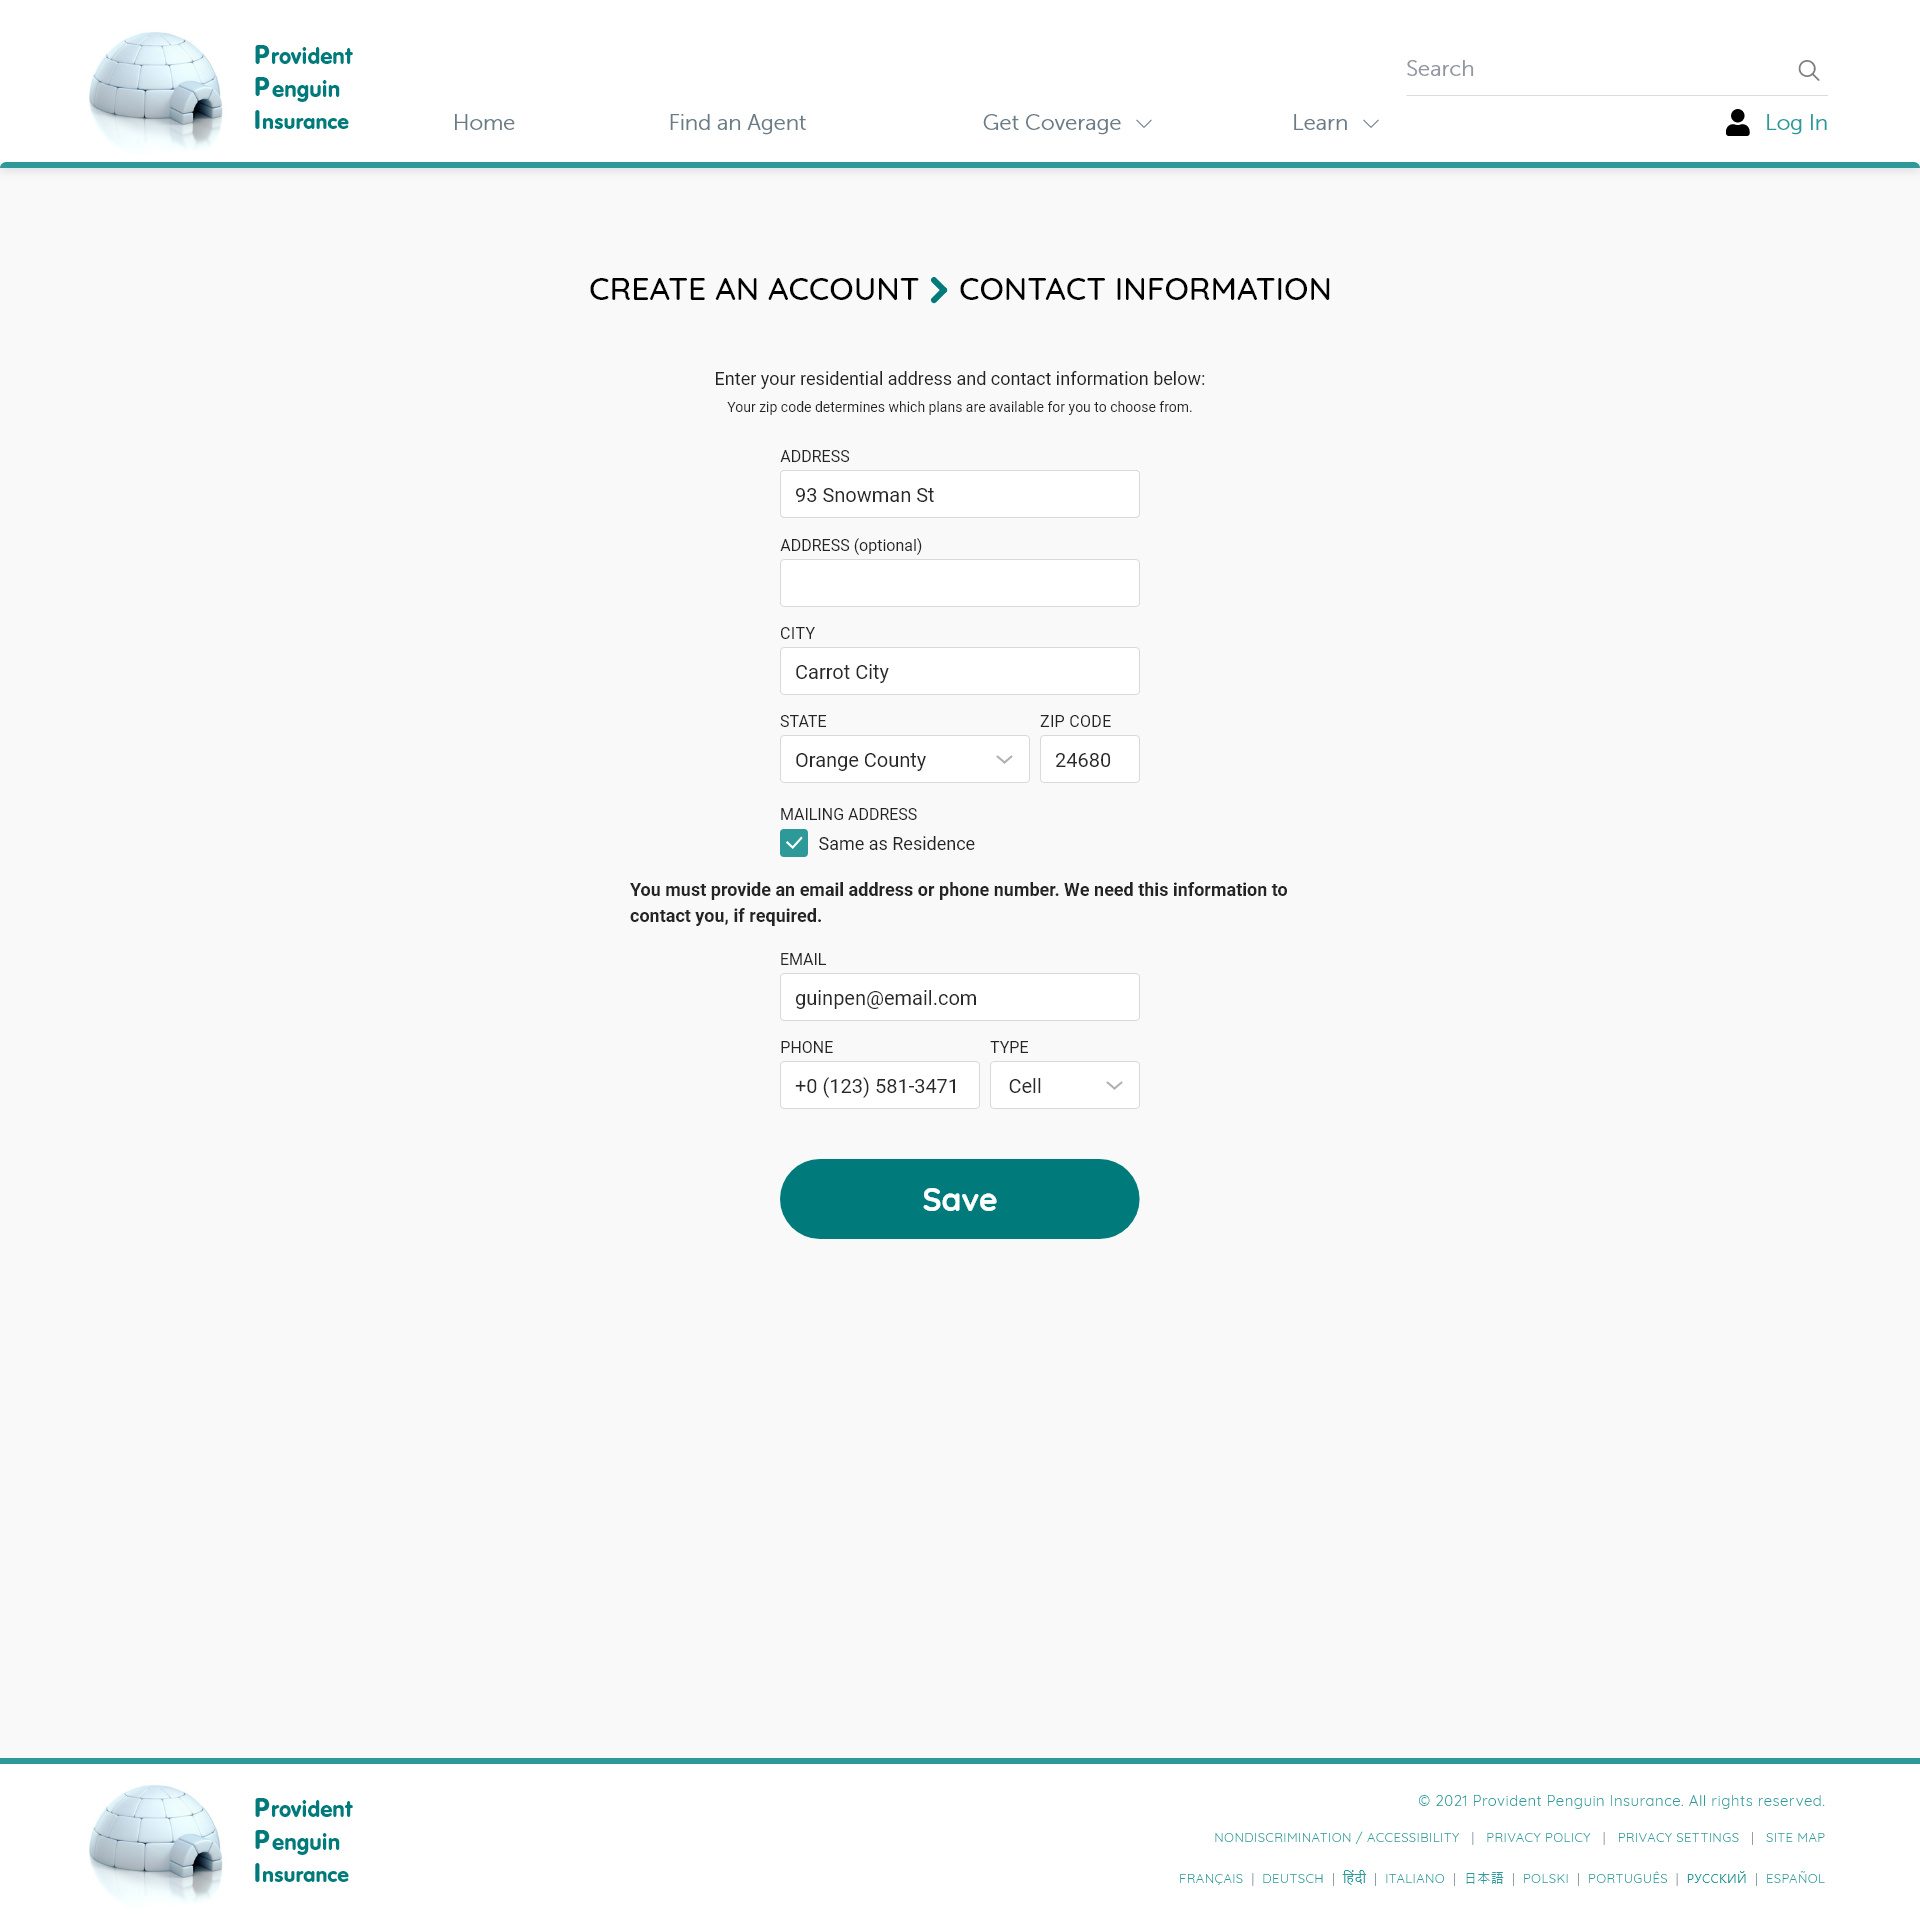 Provident
Penguin
Insurance
Search
Home
Find an Agent
Get Coverage
Learn
Log In
CREATE AN ACCOUNT
CONTACT INFORMATION
Enter your residential address and contact information below:
Your zip code determines which plans are available for you to choose from.
ADDRESS
93 Snowman St
ADDRESS (optional)
CITY
Carrot City
STATE
ZIP CODE
Orange County
24680
MAILING ADDRESS
Same as Residence
You must provide an email address or phone number. We need this information to
contact you, if required.
EMAIL
guinpen@email.com
PHONE
TYPE
+0 (123) 581-3471
Cell
Save
Provident
Penguin
Insurance
© 2021 Provident Penguin Insurance. All rights reserved.
NONDISCRIMINATION / ACCESSIBILITY | PRIVACY POLICY | PRIVACY SETTINGS | SITE MAP
FRANÇAIS | DEUTSCH | हिंदी | ITALIANO | 日本語 | POLSKI | PORTUGUÊS | РУССКИЙ | ESPAÑOL